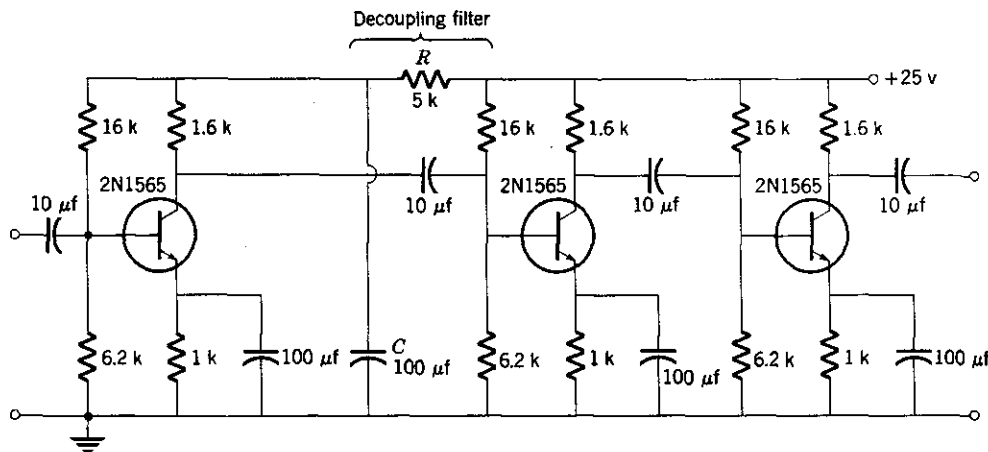 Decoupling filter
R
5 k
+25 v
16 k
1.6 k
16 k
1.6 k
16 k
1.6 k
2N1565
2N1565
2N1565
10 μf
10 μf
10 μf
10 μf
6.2 k
1 k
100 μf
C
100 μf
6.2 k
1 k
100 μf
6.2 k
1 k
100 μf